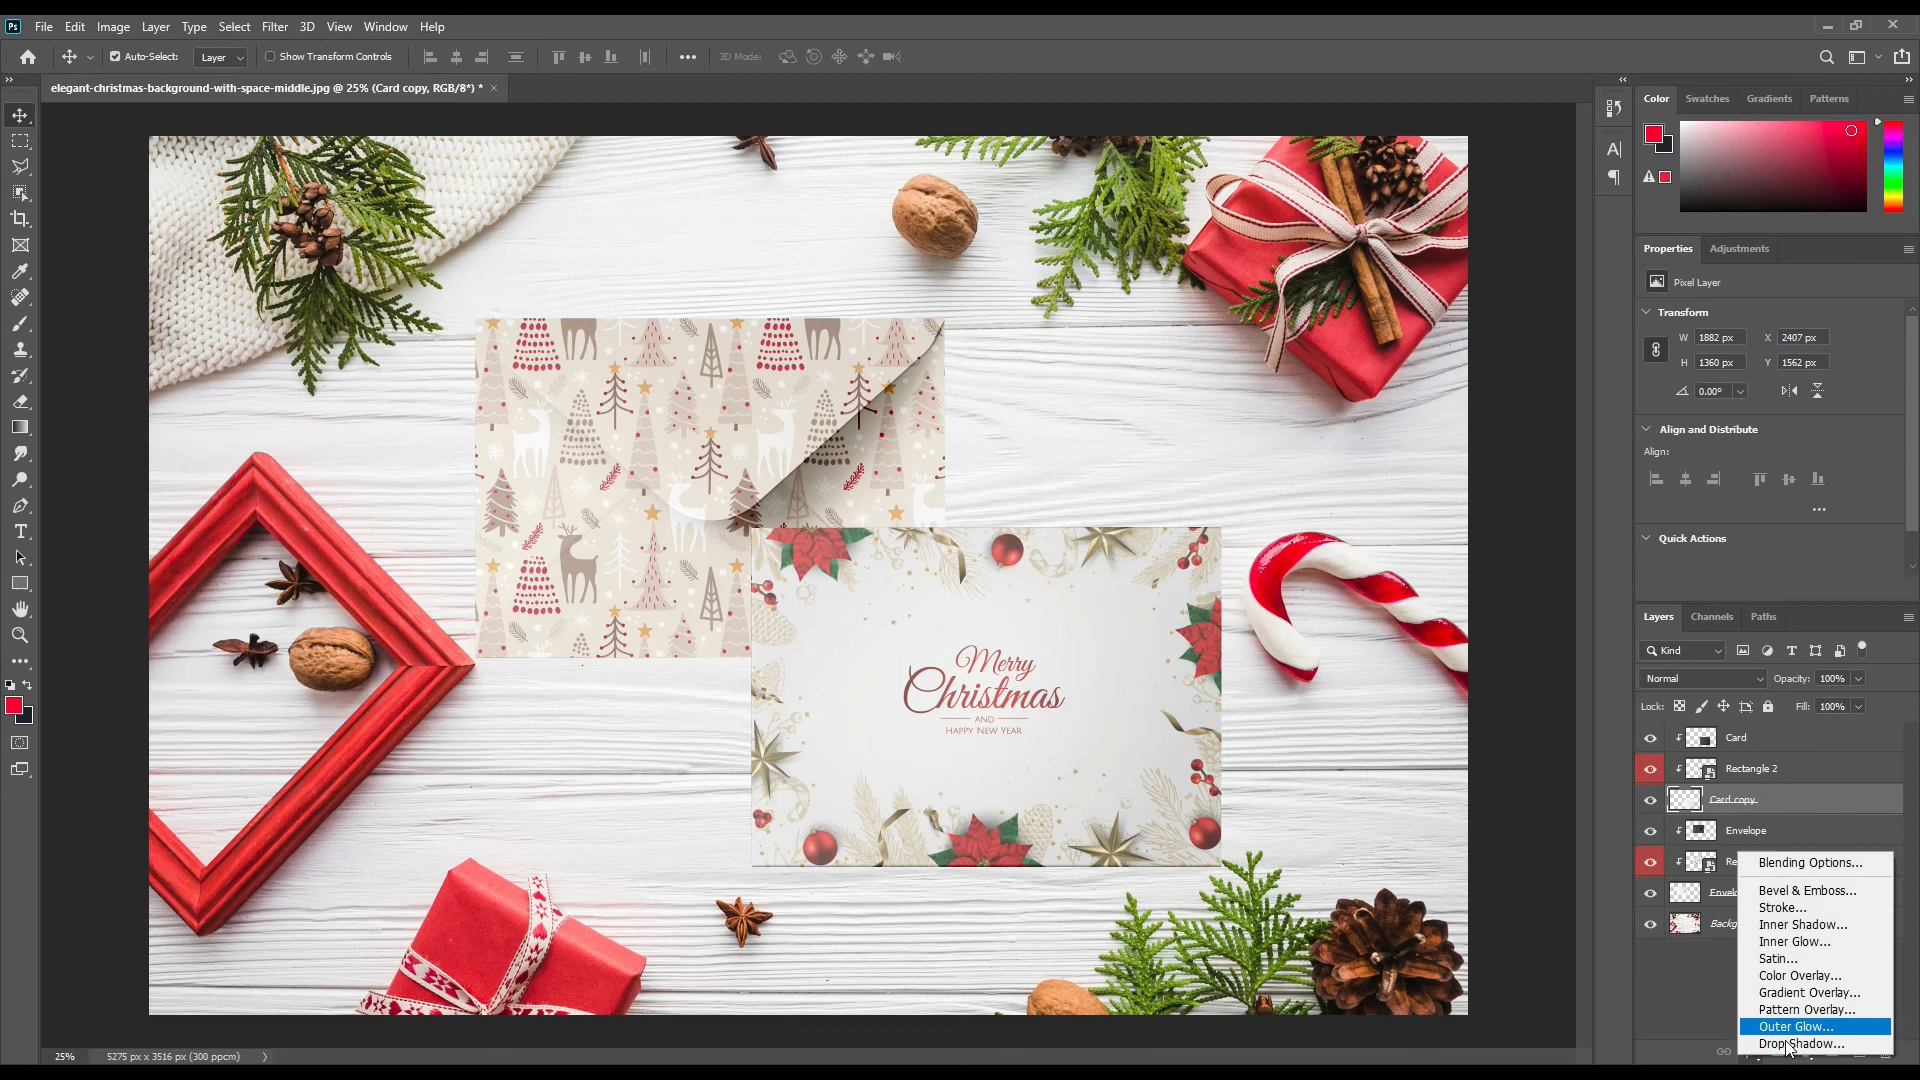 Ps File Edit Image Layer Type Select Filter 3D View Window Help
Auto-Select: Layer Show Transform Controls 3D Mode:
elegant-christmas-background-with-space-middle.jpg @ 25% (Card copy, RGB/8*) *
Color Swatches Gradients Patterns
Properties Adjustments
Pixel Layer
Transform
W 1882 px X 2407 px
H 1360 px Y 1562 px
0.00°
Align and Distribute
Align:
Quick Actions
Merry
Christmas
AND
HAPPY NEW YEAR
Layers Channels Paths
Kind
Normal Opacity: 100%
Lock: Fill: 100%
Card
Rectangle 2
Card copy
Envelope
Blending Options...
Bevel & Emboss...
Stroke...
Inner Shadow...
Inner Glow...
Satin...
Color Overlay...
Gradient Overlay...
Pattern Overlay...
Outer Glow...
Drop Shadow...
25% 5275 px x 3516 px (300 ppcm)